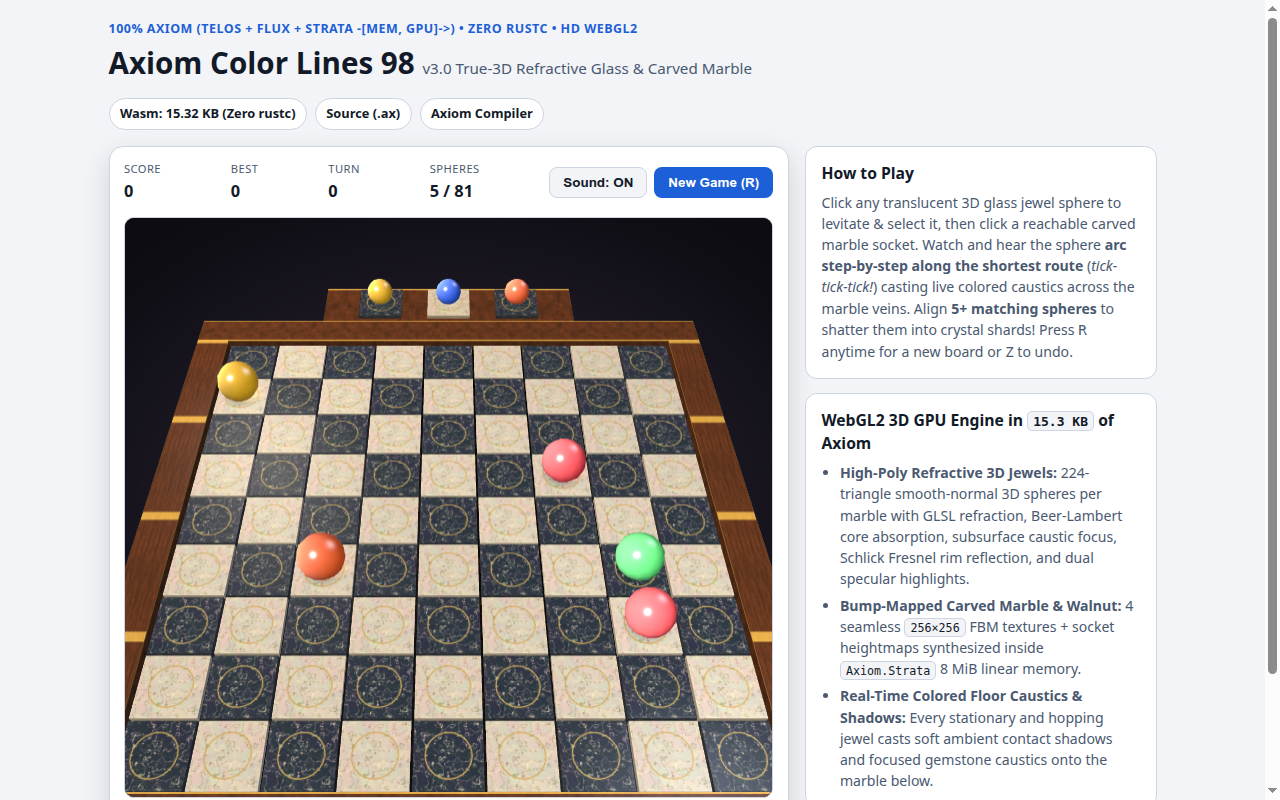 100% AXIOM (TELOS + FLUX + STRATA -[MEM, GPU]->) • ZERO RUSTC • HD WEBGL2
Axiom Color Lines 98 v3.0 True-3D Refractive Glass & Carved Marble
Wasm: 15.32 KB (Zero rustc) Source (.ax) Axiom Compiler
SCORE BEST TURN SPHERES
0 0 0 5 / 81
Sound: ON New Game (R)
How to Play
Click any translucent 3D glass jewel sphere to
levitate & select it, then click a reachable carved
marble socket. Watch and hear the sphere arc
step-by-step along the shortest route (tick-
tick-tick!) casting live colored caustics across the
marble veins. Align 5+ matching spheres to
shatter them into crystal shards! Press R
anytime for a new board or Z to undo.
WebGL2 3D GPU Engine in 15.3 KB of
Axiom
• High-Poly Refractive 3D Jewels: 224-
triangle smooth-normal 3D spheres per
marble with GLSL refraction, Beer-Lambert
core absorption, subsurface caustic focus,
Schlick Fresnel rim reflection, and dual
specular highlights.
• Bump-Mapped Carved Marble & Walnut: 4
seamless 256×256 FBM textures + socket
heightmaps synthesized inside
Axiom.Strata 8 MiB linear memory.
• Real-Time Colored Floor Caustics &
Shadows: Every stationary and hopping
jewel casts soft ambient contact shadows
and focused gemstone caustics onto the
marble below.